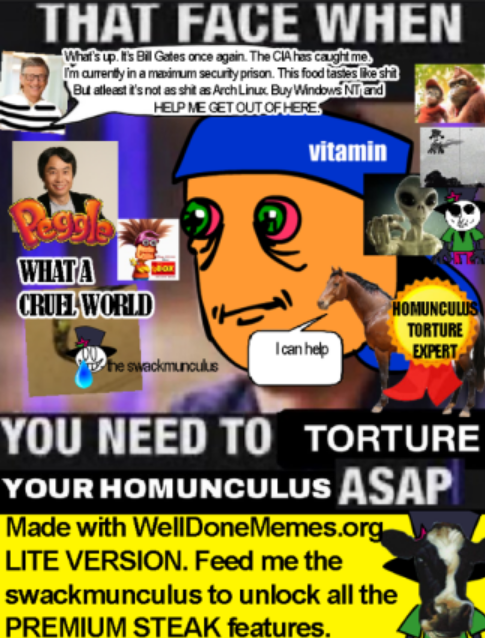 THAT FACE WHEN
What's up. It's Bill Gates once again. The CIA has caught me.
I'm currently in a maximum security prison. This food tastes like shit
But atleast it's not as shit as Arch Linux. Buy Windows NT and
HELP ME GET OUT OF HERE.
vitamin
Peggle
WHAT A
CRUEL WORLD
HOMUNCULUS
TORTURE
EXPERT
I can help
the swackmunculus
YOU NEED TO TORTURE
YOUR HOMUNCULUS ASAP
Made with WellDoneMemes.org
LITE VERSION. Feed me the
swackmunculus to unlock all the
PREMIUM STEAK features.